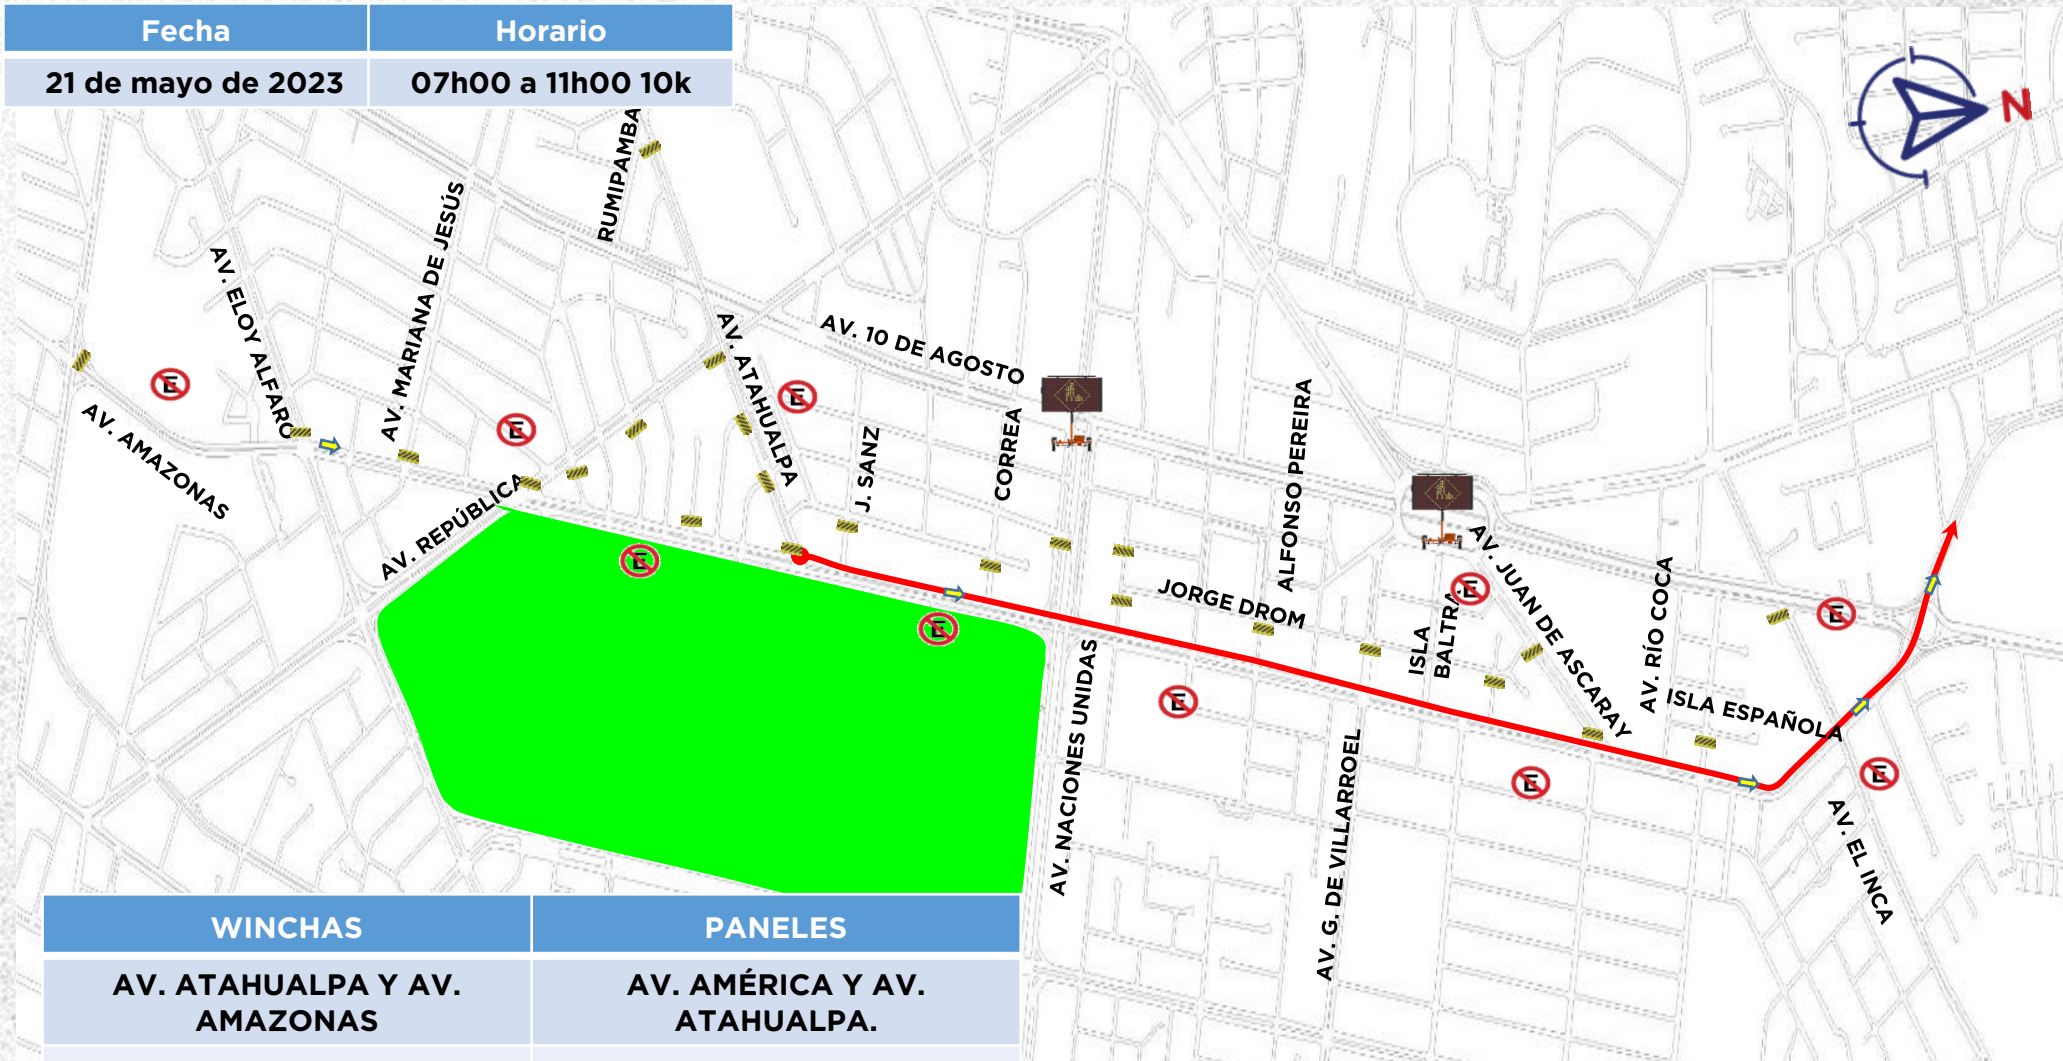 Fecha
Horario
21 de mayo de 2023
07h00 a 11h00 10k
N
RUMIPAMBA
AV. MARIANA DE JESÚS
AV. ELOY ALFARO
AV. AMAZONAS
AV. REPÚBLICA
AV. ATAHUALPA
AV. 10 DE AGOSTO
J. SANZ
CORREA
ALFONSO PEREIRA
JORGE DROM
ISLA
BALTRA
AV. JUAN DE ASCARAY
AV. RÍO COCA
ISLA ESPAÑOLA
AV. EL INCA
AV. NACIONES UNIDAS
AV. G. DE VILLARROEL
E
E
E
E
E
E
E
E
E
E
WINCHAS
PANELES
AV. ATAHUALPA Y AV.
AMAZONAS
AV. AMÉRICA Y AV.
ATAHUALPA.